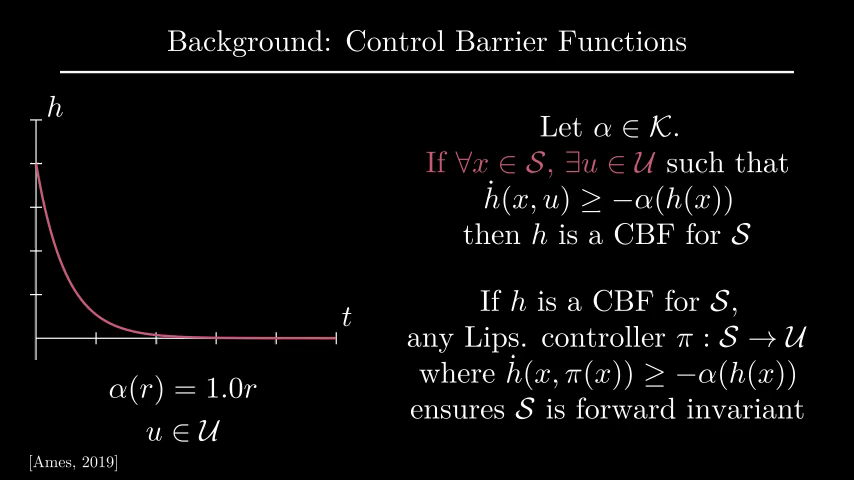 Background: Control Barrier Functions
h
t
α(r) = 1.0r
u ∈ 𝒰
Let α ∈ 𝒦.
If ∀x ∈ 𝒮, ∃u ∈ 𝒰 such that
ḣ(x, u) ≥ −α(h(x))
then h is a CBF for 𝒮
If h is a CBF for 𝒮,
any Lips. controller π : 𝒮 → 𝒰
where ḣ(x, π(x)) ≥ −α(h(x))
ensures 𝒮 is forward invariant
[Ames, 2019]